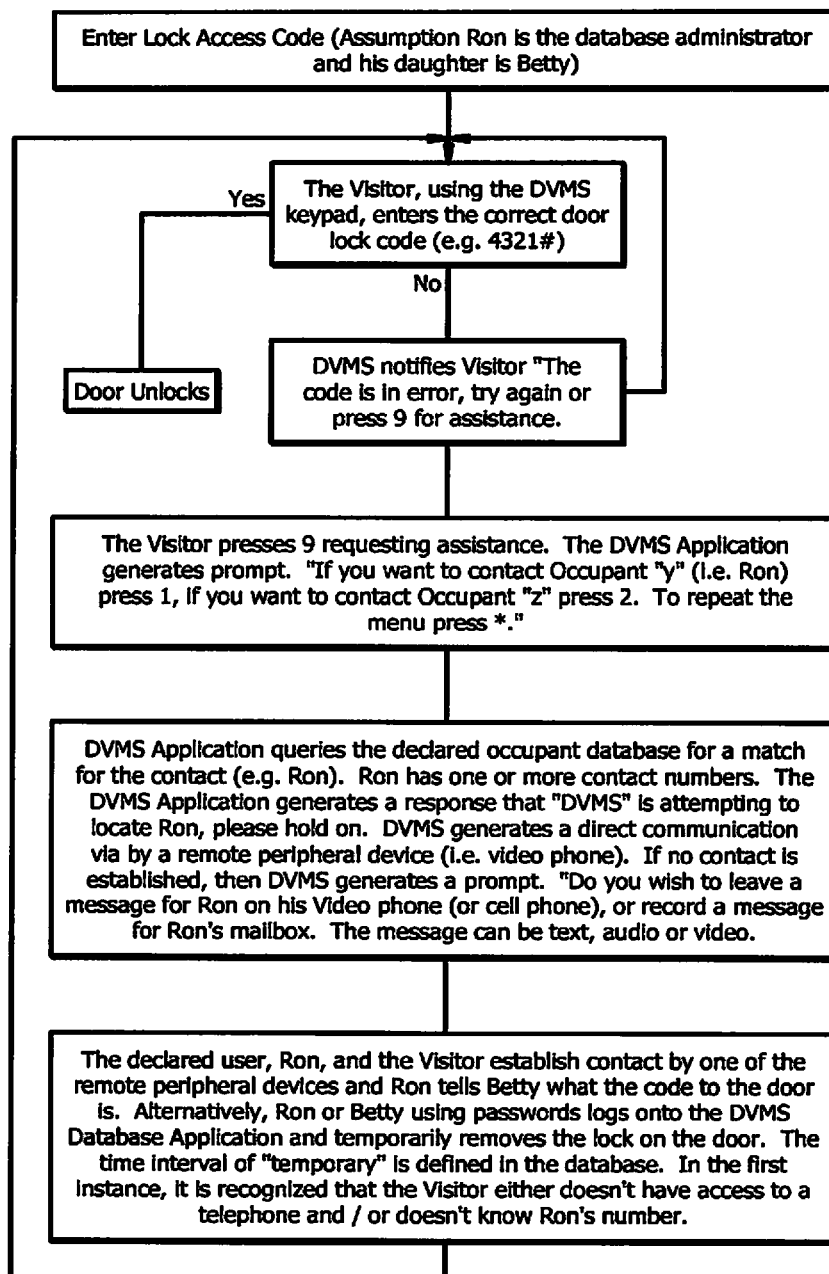 Enter Lock Access Code (Assumption Ron is the database administrator
and his daughter is Betty)
Yes
The Visitor, using the DVMS
keypad, enters the correct door
lock code (e.g. 4321#)
No
Door Unlocks
DVMS notifies Visitor "The
code is in error, try again or
press 9 for assistance.
The Visitor presses 9 requesting assistance. The DVMS Application
generates prompt. "If you want to contact Occupant "y" (i.e. Ron)
press 1, if you want to contact Occupant "z" press 2. To repeat the
menu press *."
DVMS Application queries the declared occupant database for a match
for the contact (e.g. Ron). Ron has one or more contact numbers. The
DVMS Application generates a response that "DVMS" is attempting to
locate Ron, please hold on. DVMS generates a direct communication
via by a remote peripheral device (i.e. video phone). If no contact is
established, then DVMS generates a prompt. "Do you wish to leave a
message for Ron on his Video phone (or cell phone), or record a message
for Ron's mailbox. The message can be text, audio or video.
The declared user, Ron, and the Visitor establish contact by one of the
remote peripheral devices and Ron tells Betty what the code to the door
is. Alternatively, Ron or Betty using passwords logs onto the DVMS
Database Application and temporarily removes the lock on the door. The
time interval of "temporary" is defined in the database. In the first
instance, it is recognized that the Visitor either doesn't have access to a
telephone and / or doesn't know Ron's number.